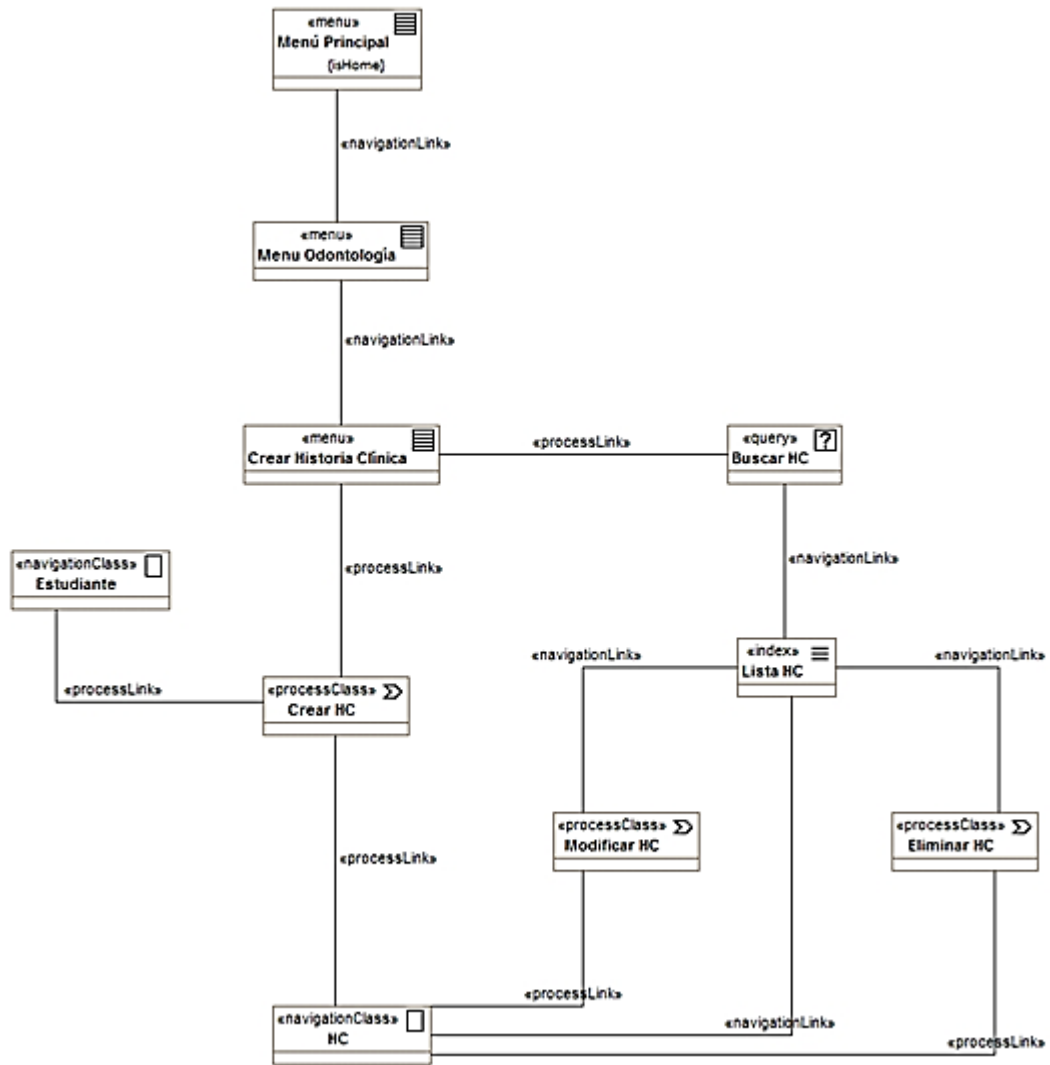 «menu»
Menú Principal
(isHome)
«navigationLink»
«menu»
Menu Odontología
«navigationLink»
«menu»
Crear Historia Clínica
«processLink»
«query»
?
Buscar HC
«processLink»
«navigationLink»
«navigationClass»
Estudiante
«processLink»
«processClass»
Crear HC
«navigationLink»
«index»
Lista HC
«navigationLink»
«processClass»
Modificar HC
«processClass»
Eliminar HC
«processLink»
«processLink»
«navigationClass»
HC
«navigationLink»
«processLink»